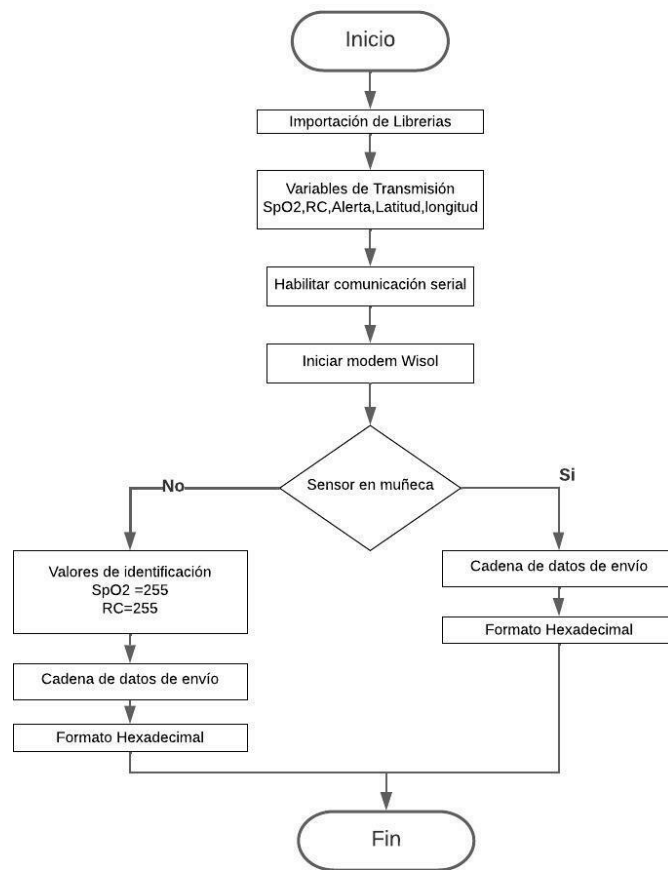 Inicio
Importación de Librerias
Variables de Transmisión
SpO2,RC,Alerta,Latitud,longitud
Habilitar comunicación serial
Iniciar modem Wisol
Sensor en muñeca
No
Si
Valores de identificación
SpO2 =255
RC=255
Cadena de datos de envío
Formato Hexadecimal
Cadena de datos de envío
Formato Hexadecimal
Fin